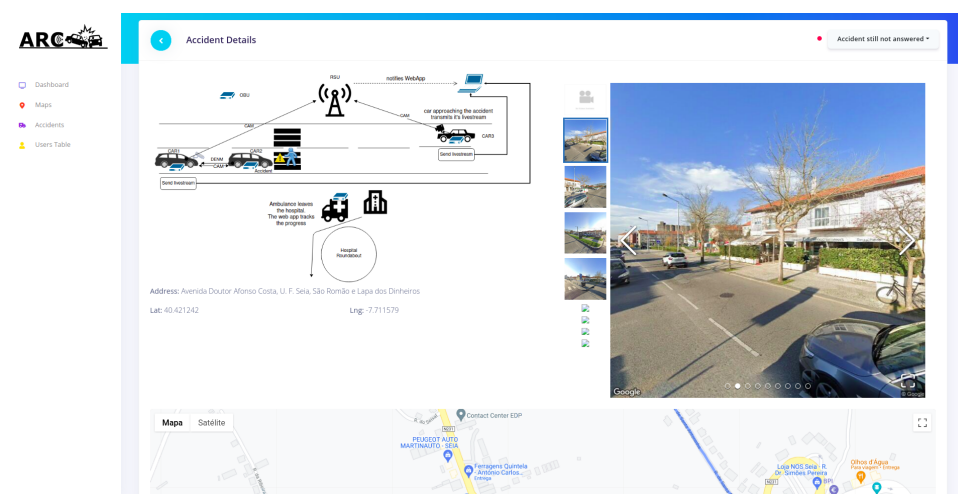 ARC
Dashboard
Maps
Accidents
Users Table
Accident Details
Accident still not answered
RSU
notifies WebApp
OBU
CAM
CAM
car approaching the accident
transmits it's livestream
CAR3
CAR1
CAR2
DENM
CAM
Accident
Send livestream
Send livestream
Ambulance leaves
the hospital.
The web app tracks
the progress
Hospital
Roundabout
Address: Avenida Doutor Afonso Costa, U. F. Seia, São Romão e Lapa dos Dinheiros
Lat: 40.421242
Lng: -7.711579
Google
© Google
Mapa
Satélite
Contact Center EDP
N231
PEUGEOT AUTO
MARTINAUTO - SEIA
Ferragens Quintela
- António Carlos...
Entrega
Loja NOS Seia - R.
Dr. Simões Pereira
N231
BPI
Olhos d'Água
Para viagem · Entrega